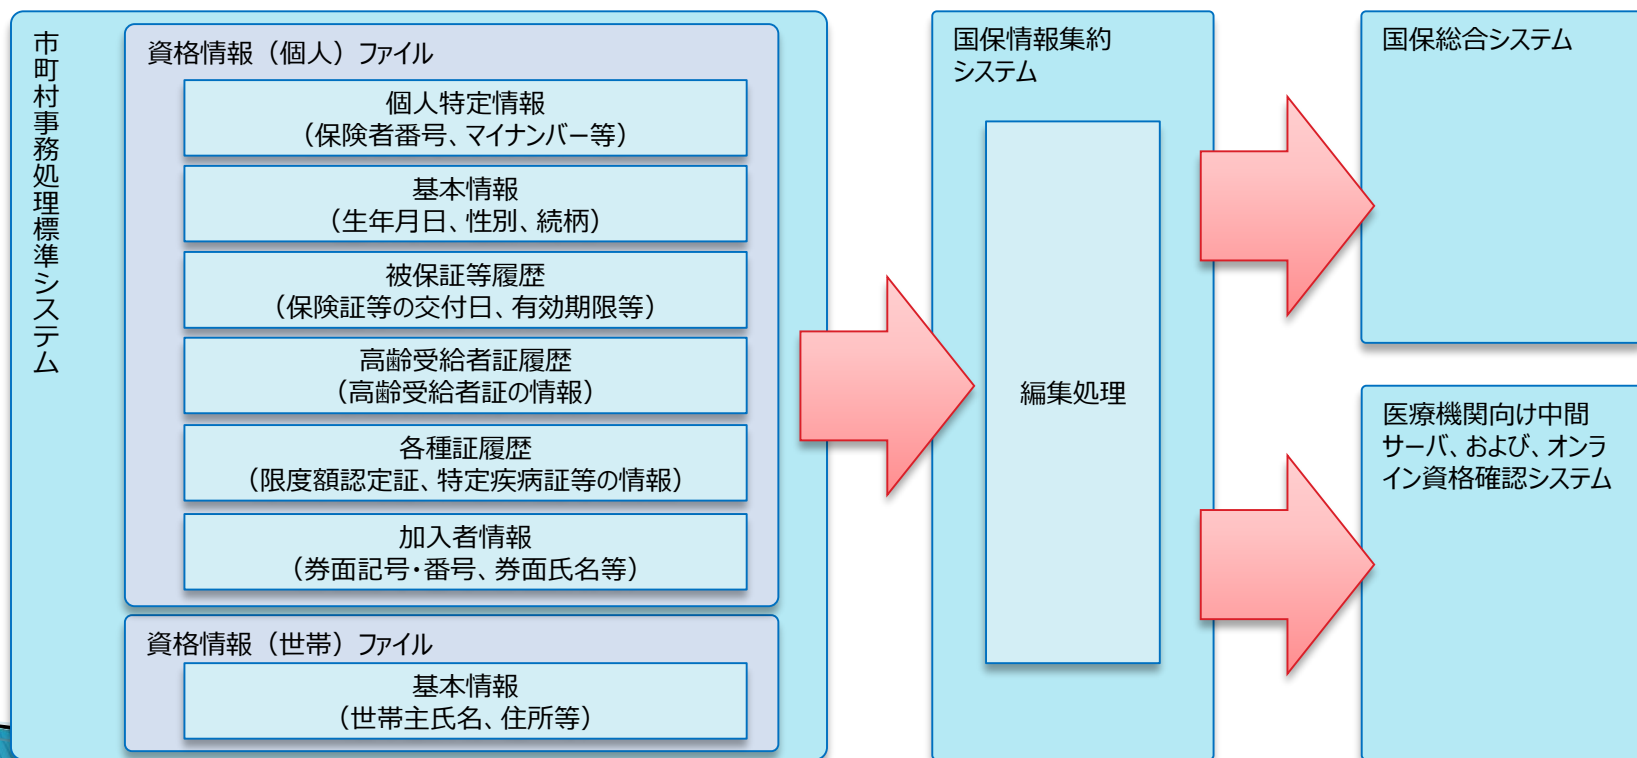 市町村事務処理標準システム
資格情報（個人）ファイル
個人特定情報
（保険者番号、マイナンバー等）
基本情報
（生年月日、性別、続柄）
被保証等履歴
（保険証等の交付日、有効期限等）
高齢受給者証履歴
（高齢受給者証の情報）
各種証履歴
（限度額認定証、特定疾病証等の情報）
加入者情報
（券面記号・番号、券面氏名等）
資格情報（世帯）ファイル
基本情報
（世帯主氏名、住所等）
国保情報集約
システム
編集処理
国保総合システム
医療機関向け中間
サーバ、および、オンラ
イン資格確認システム